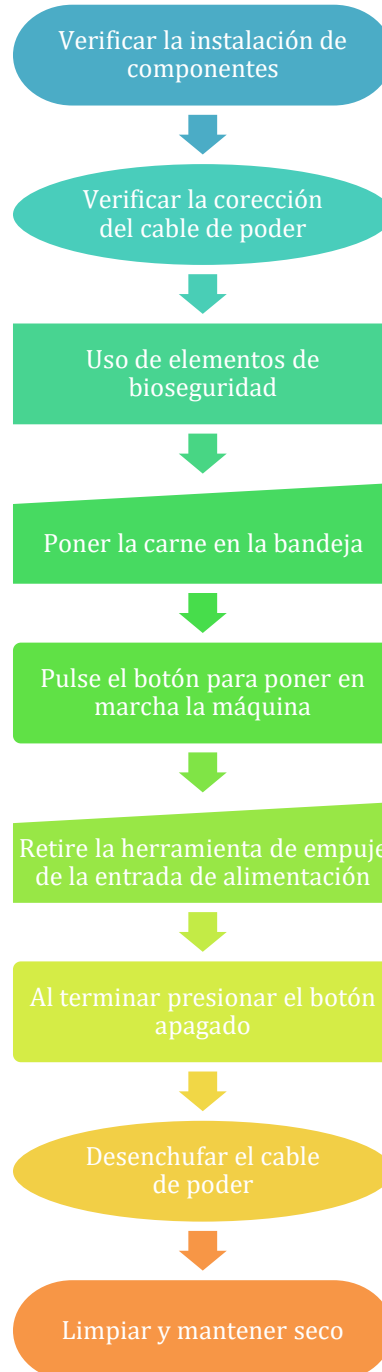 Verificar la instalación de
componentes
Verificar la corección
del cable de poder
Uso de elementos de
bioseguridad
Poner la carne en la bandeja
Pulse el botón para poner en
marcha la máquina
Retire la herramienta de empuje
de la entrada de alimentación
Al terminar presionar el botón
apagado
Desenchufar el cable
de poder
Limpiar y mantener seco